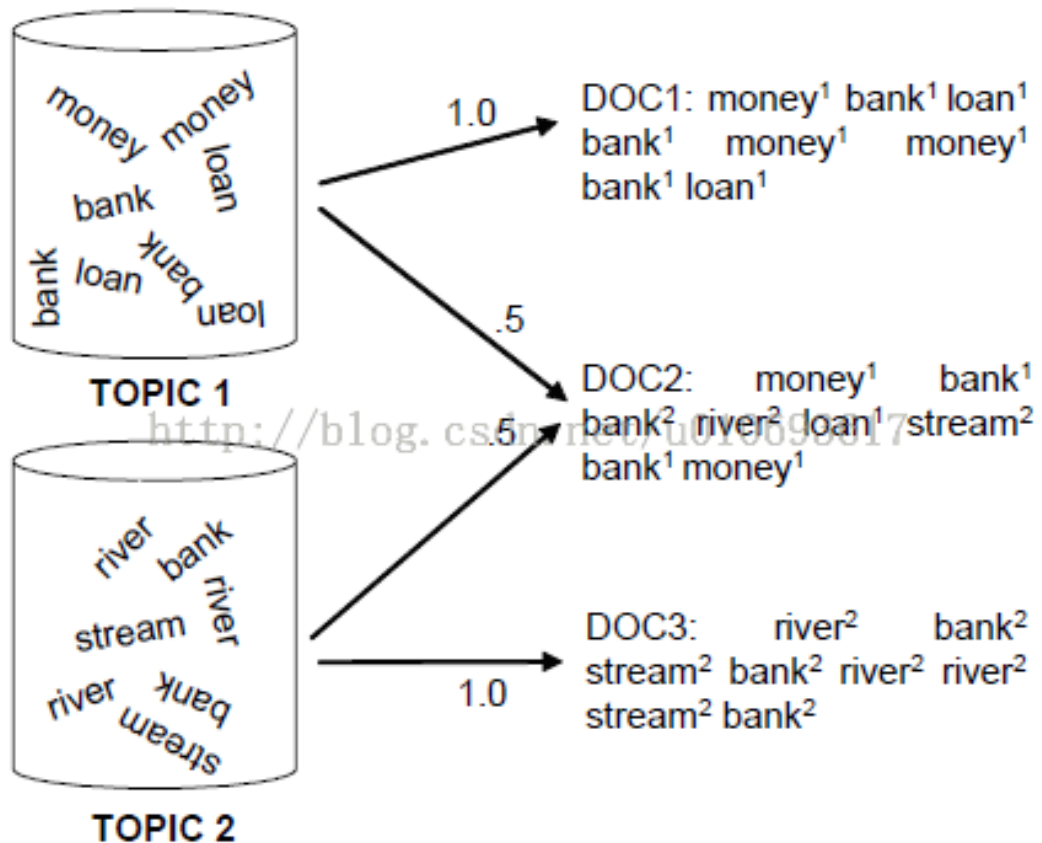 money
money
loan
bank
bank
loan
bank
loan
TOPIC 1
1.0
.5
DOC1: money¹ bank¹ loan¹
bank¹ money¹ money¹
bank¹ loan¹
DOC2: money¹ bank¹
bank² river² loan¹ stream²
bank¹ money¹
.5
river
bank
river
stream
river
bank
stream
TOPIC 2
1.0
DOC3: river² bank²
stream² bank² river² river²
stream² bank²